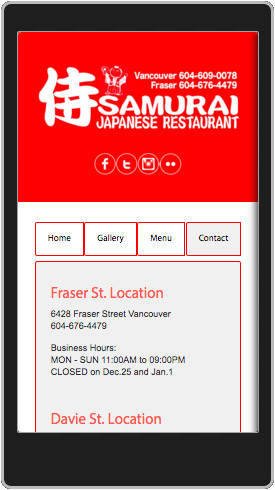 Vancouver 604-609-0078
Fraser 604-676-4479
侍 SAMURAI
JAPANESE RESTAURANT
Home Gallery Menu Contact
Fraser St. Location
6428 Fraser Street Vancouver
604-676-4479
Business Hours:
MON - SUN 11:00AM to 09:00PM
CLOSED on Dec.25 and Jan.1
Davie St. Location